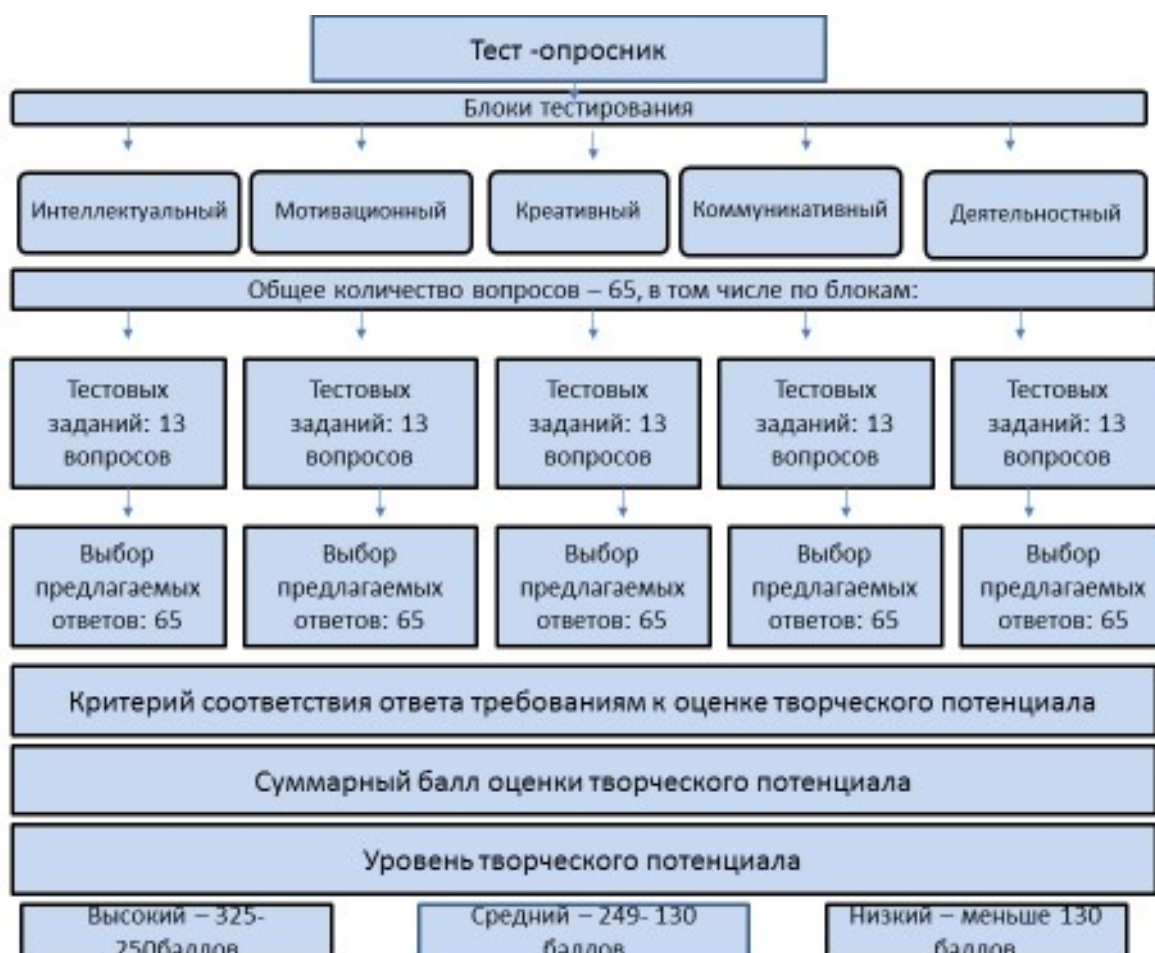 Тест -опросник
Блоки тестирования
Интеллектуальный
Мотивационный
Креативный
Коммуникативный
Деятельностный
Общее количество вопросов – 65, в том числе по блокам:
Тестовых
заданий: 13
вопросов
Тестовых
заданий: 13
вопросов
Тестовых
заданий: 13
вопросов
Тестовых
заданий: 13
вопросов
Тестовых
заданий: 13
вопросов
Выбор
предлагаемых
ответов: 65
Выбор
предлагаемых
ответов: 65
Выбор
предлагаемых
ответов: 65
Выбор
предлагаемых
ответов: 65
Выбор
предлагаемых
ответов: 65
Критерий соответствия ответа требованиям к оценке творческого потенциала
Суммарный балл оценки творческого потенциала
Уровень творческого потенциала
Высокий – 325-
250баллов
Средний – 249- 130
баллов
Низкий – меньше 130
баллов